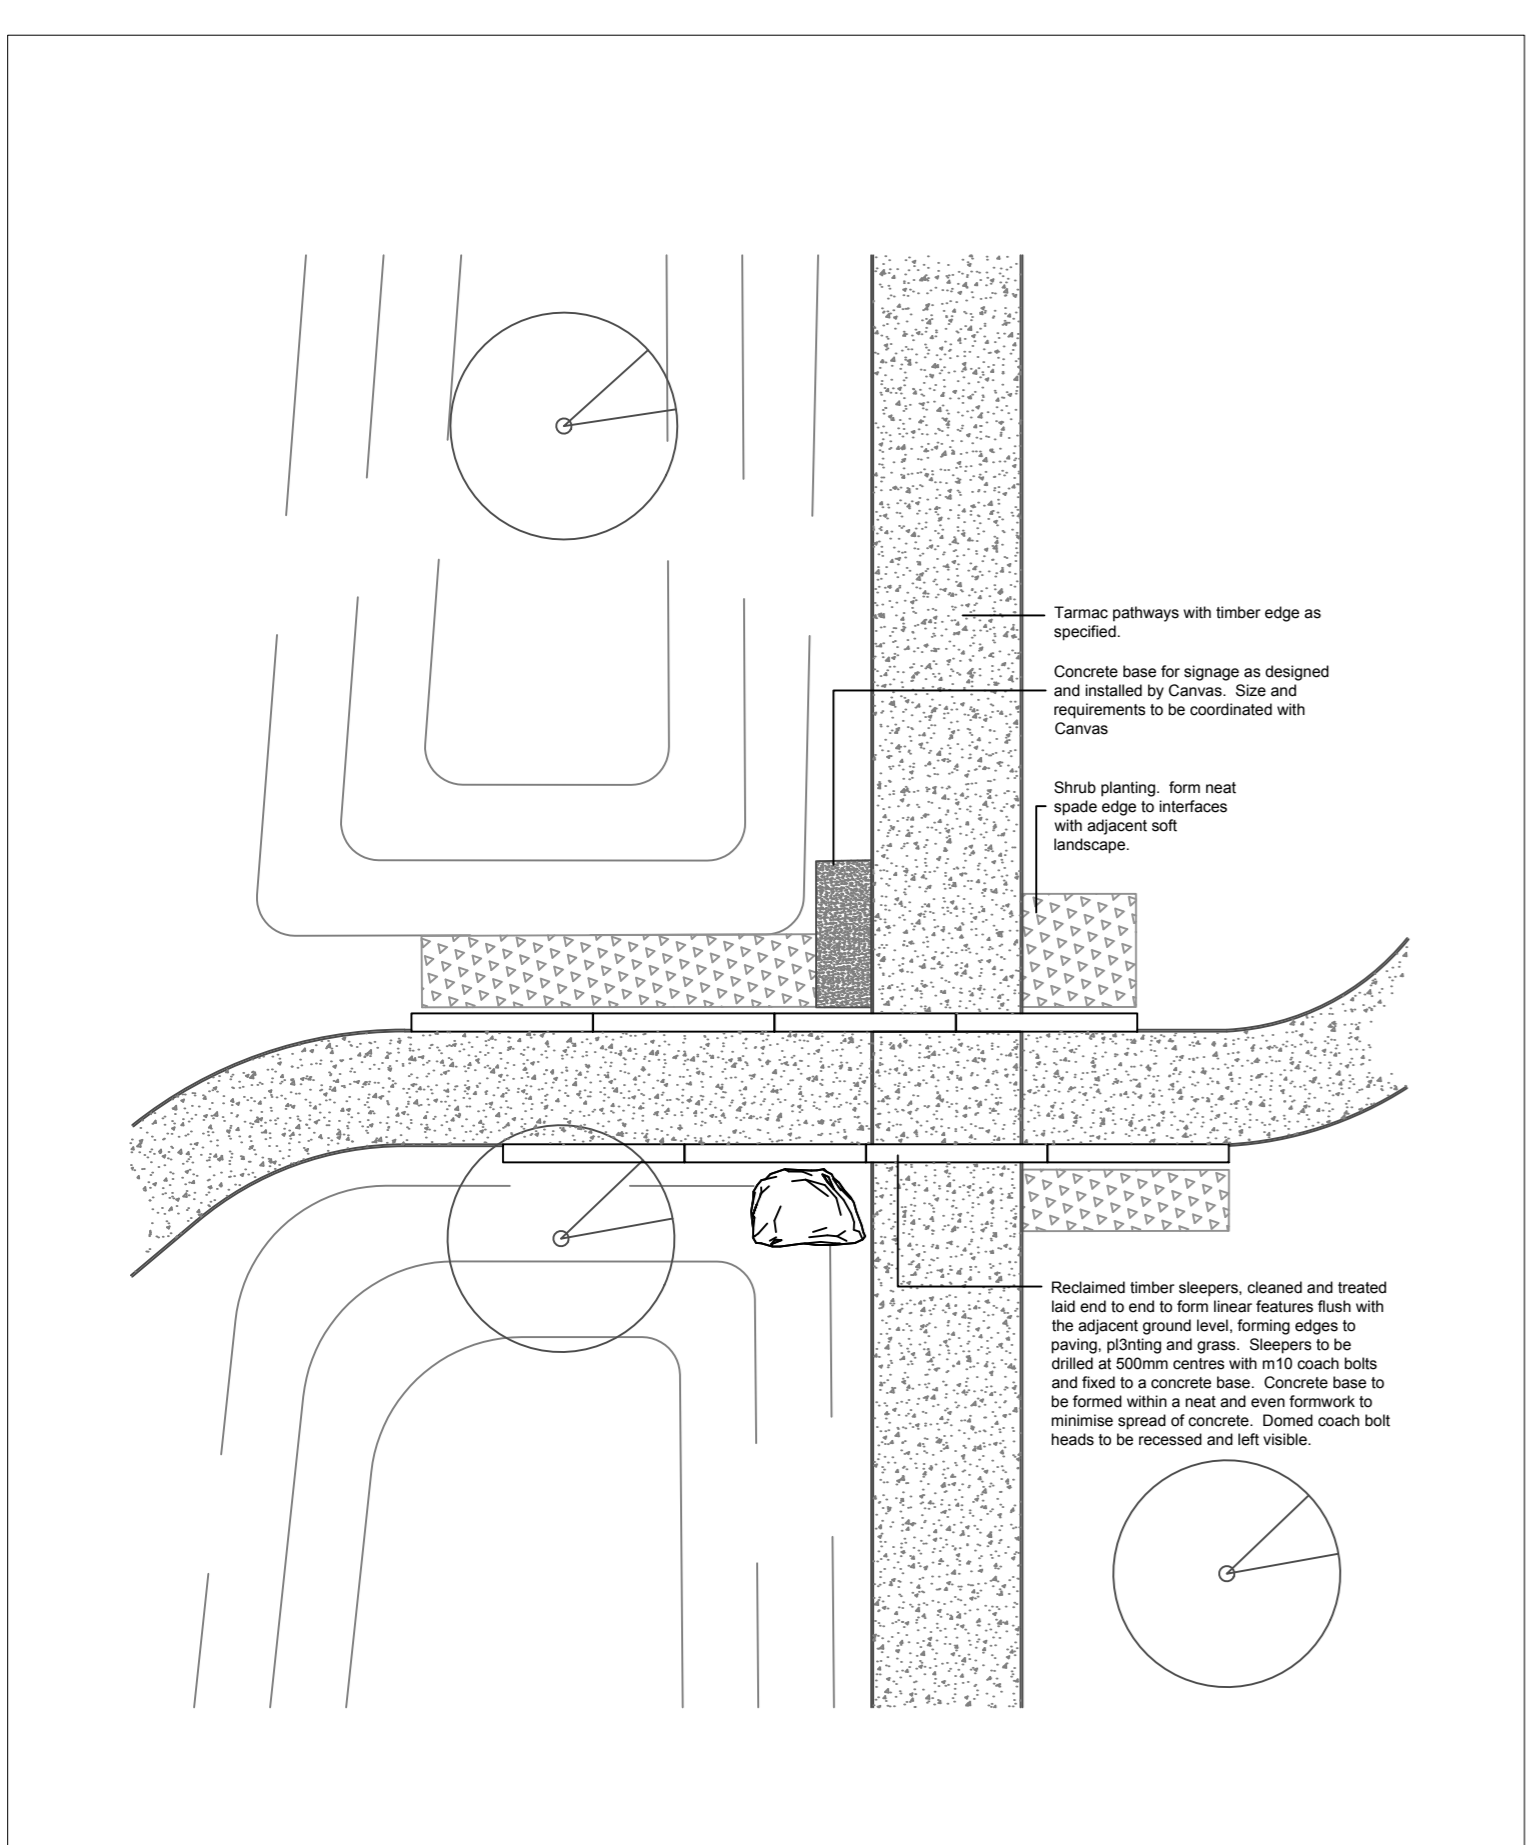 Tarmac pathways with timber edge as
specified.
Concrete base for signage as designed
and installed by Canvas.  Size and
requirements to be coordinated with
Canvas
Shrub planting.  form neat
spade edge to interfaces
with adjacent soft
landscape.
Reclaimed timber sleepers, cleaned and treated
laid end to end to form linear features flush with
the adjacent ground level, forming edges to
paving, pl3nting and grass.  Sleepers to be
drilled at 500mm centres with m10 coach bolts
and fixed to a concrete base.  Concrete base to
be formed within a neat and even formwork to
minimise spread of concrete.  Domed coach bolt
heads to be recessed and left visible.